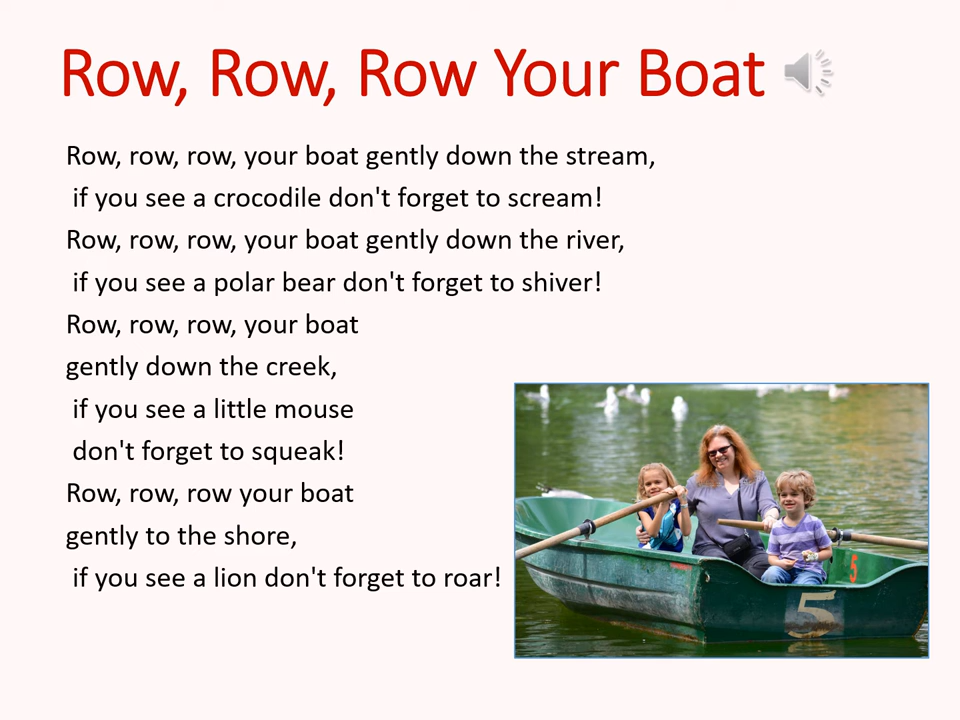 Row, Row, Row Your Boat
Row, row, row, your boat gently down the stream,
if you see a crocodile don't forget to scream!
Row, row, row, your boat gently down the river,
if you see a polar bear don't forget to shiver!
Row, row, row, your boat
gently down the creek,
if you see a little mouse
don't forget to squeak!
Row, row, row your boat
gently to the shore,
if you see a lion don't forget to roar!
5
5